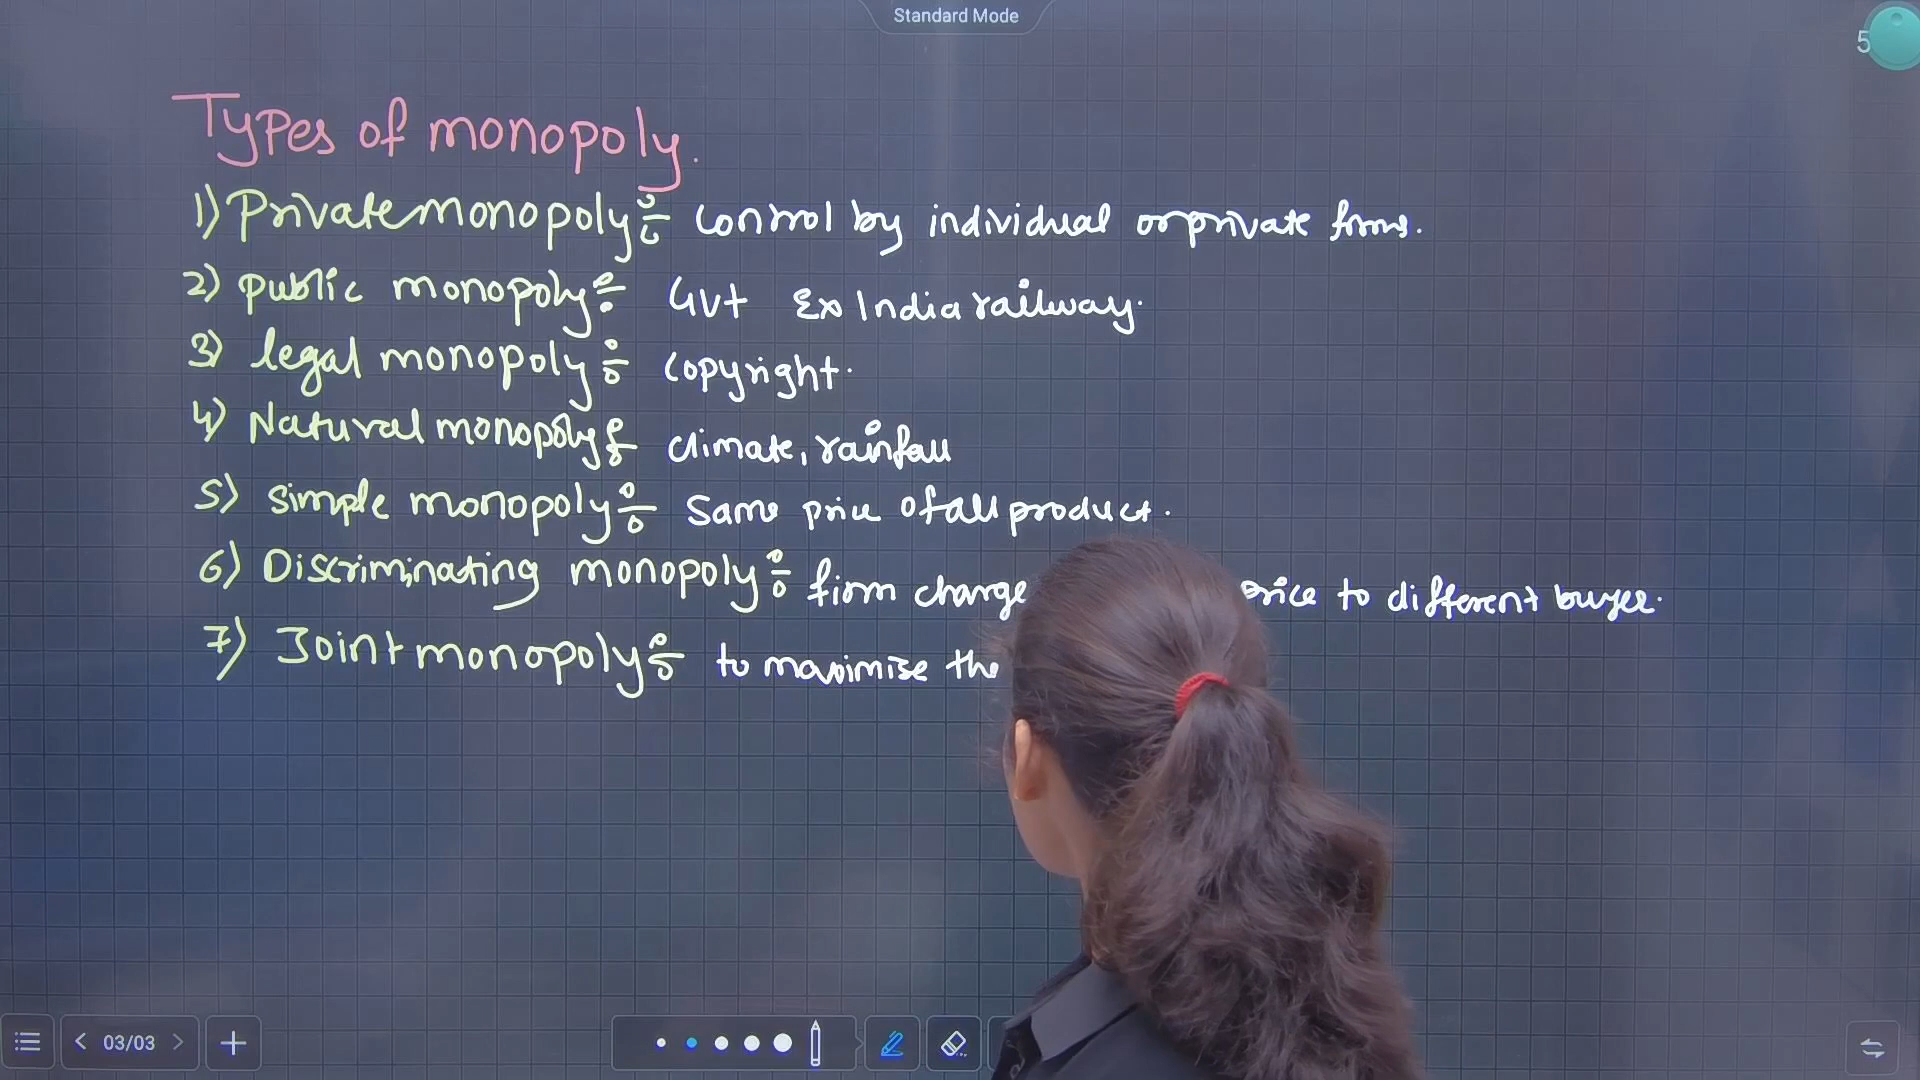 Standard Mode
5
Types of monopoly.
1) Private monopoly :- control by individual or private firms.
2) public monopoly :- Gvt Ex India railway.
3) legal monopoly :- copyright.
4) Natural monopoly :- climate, rainfall
5) simple monopoly :- Same price of all product.
6) Discriminating monopoly :- firm change price to different buyer.
7) Joint monopoly :- to maximise the
03/03